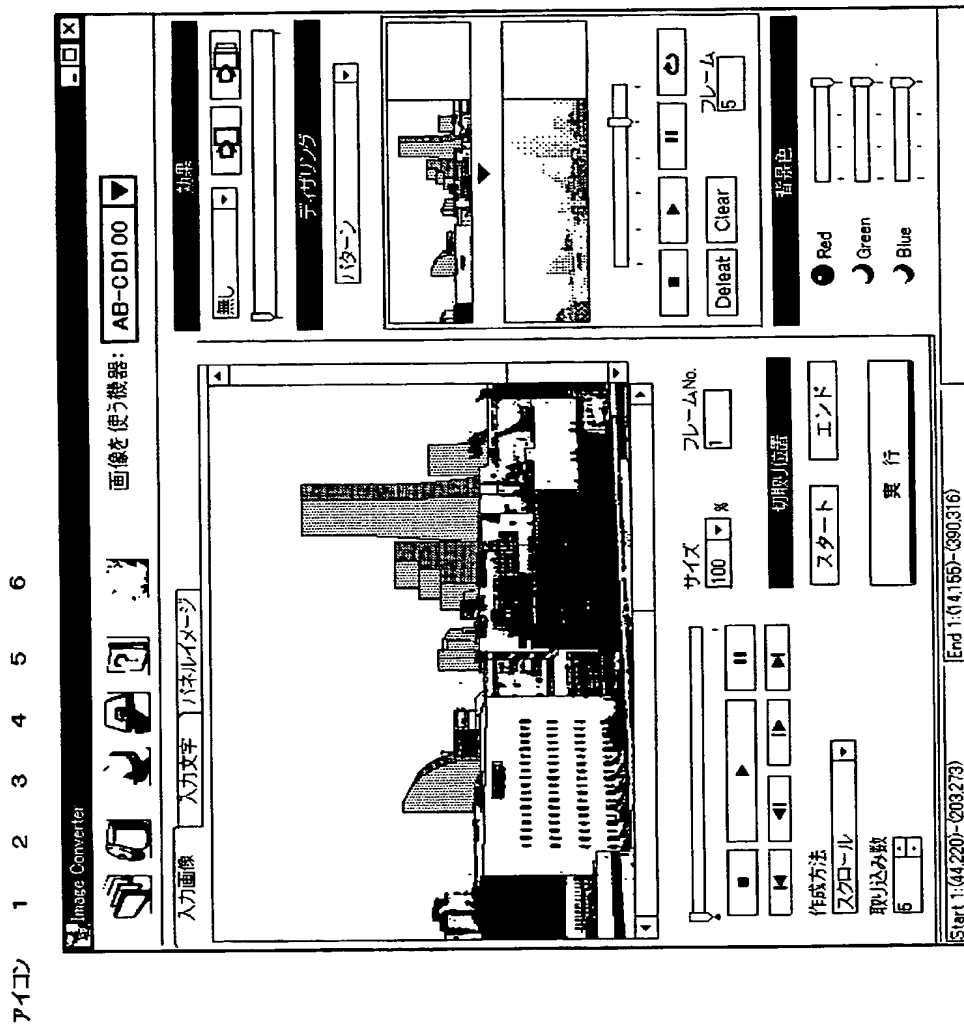 アイコン 1 2 3 4 5 6
Image Converter
画像を使う機器: AB-CD100
入力画像 入力文字 パネルイメージ
サイズ
100 %
フレームNo.
1
切取り位置
スタート エンド
作成方法
スクロール
取り込み数
5
実 行
効果
無し
ディザリング
パターン
Deleat Clear
フレーム
5
背景色
Red
Green
Blue
Start 1:(44,220)-(203,273) End 1:(14,155)-(390,316)